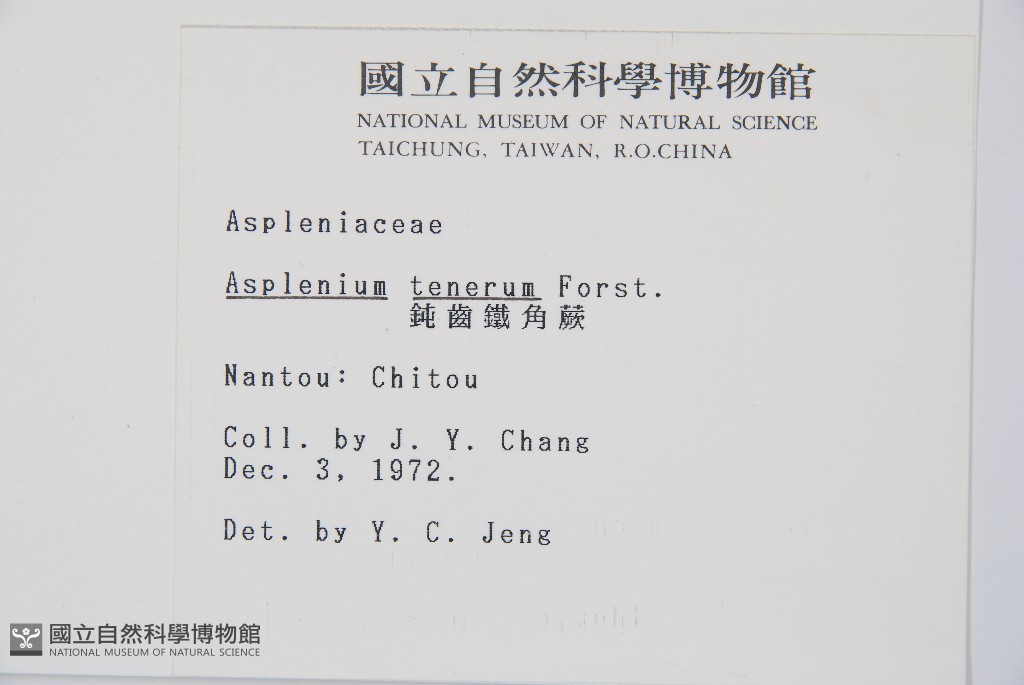 國立自然科學博物館
NATIONAL MUSEUM OF NATURAL SCIENCE
TAICHUNG, TAIWAN, R.O.CHINA
Aspleniaceae
Asplenium tenerum Forst.
鈍齒鐵角蕨
Nantou: Chitou
Coll. by J. Y. Chang
Dec. 3, 1972.
Det. by Y. C. Jeng
國立自然科學博物館
NATIONAL MUSEUM OF NATURAL SCIENCE